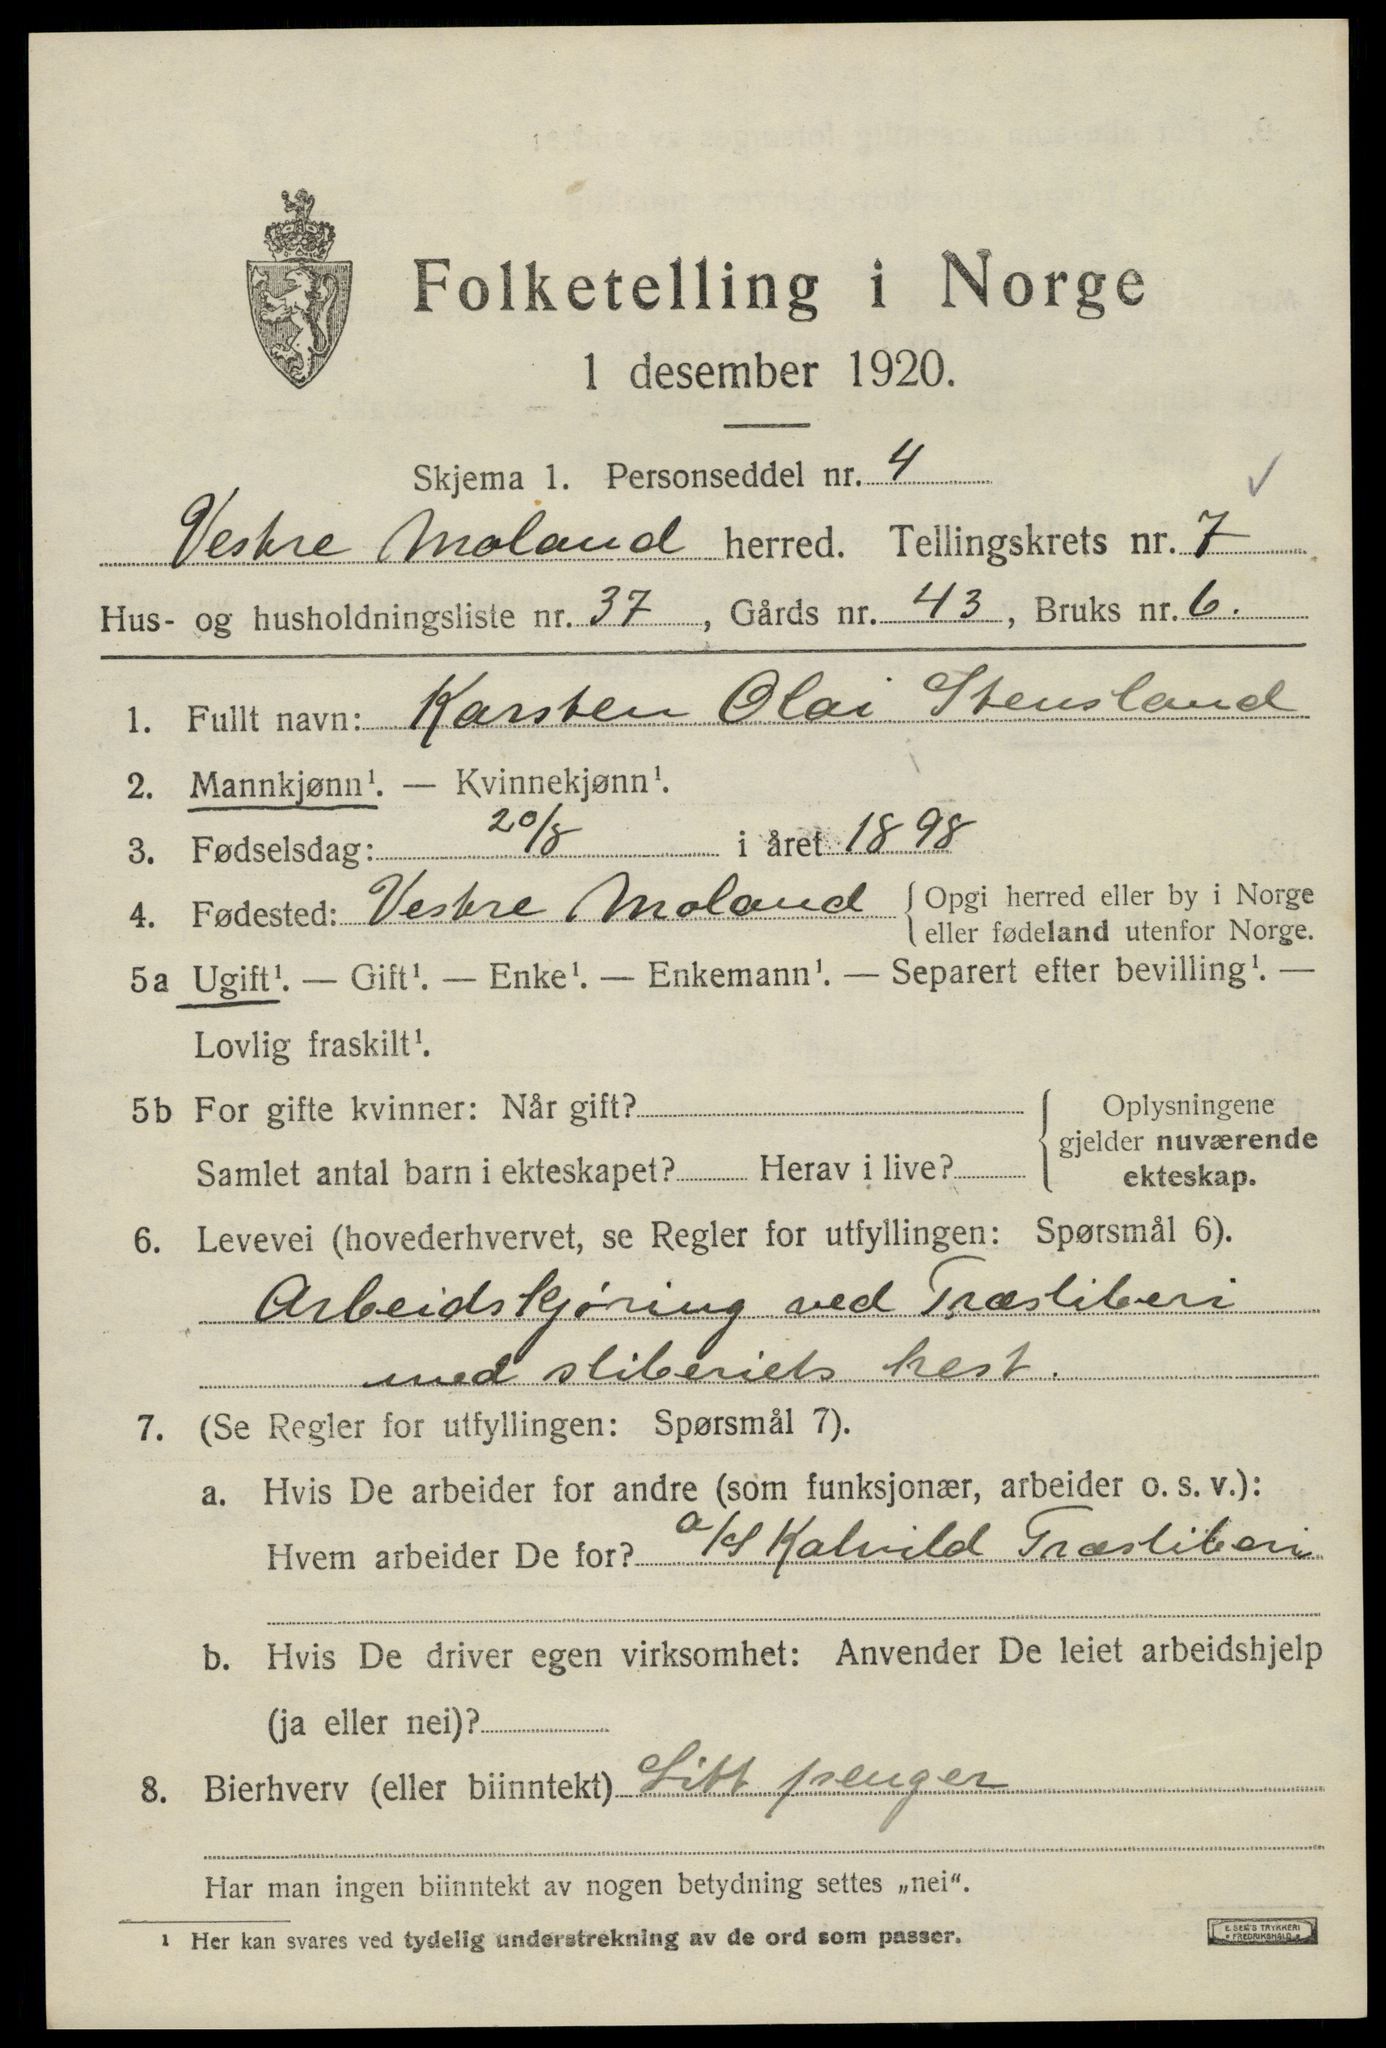 Folketelling i Norge
1 desember 1920.
Skjema 1. Personseddel nr. 4
Vestre Moland herred. Tellingskrets nr. 7
Hus- og husholdningsliste nr. 37, Gårds nr. 43, Bruks nr. 6.
1. Fullt navn: Karsten Olai Stensland
2. Mannkjønn¹. — Kvinnekjønn¹.
3. Fødselsdag: 20/8 i året 1898
4. Fødested: Vestre Moland { Opgi herred eller by i Norge
eller fødeland utenfor Norge.
5a Ugift¹. — Gift¹. — Enke¹. — Enkemann¹. — Separert efter bevilling¹. —
Lovlig fraskilt¹.
5b For gifte kvinner: Når gift?
Samlet antal barn i ekteskapet? Herav i live?
Oplysningene
gjelder nuværende
ekteskap.
6. Levevei (hovederhvervet, se Regler for utfyllingen: Spørsmål 6).
Arbeidskjøring ved Træsliberi
med sliberiets hest.
7. (Se Regler for utfyllingen: Spørsmål 7).
a. Hvis De arbeider for andre (som funksjonær, arbeider o. s. v.):
Hvem arbeider De for? a/S Kalvild Træsliberi
b. Hvis De driver egen virksomhet: Anvender De leiet arbeidshjelp
(ja eller nei)?
8. Bierhverv (eller biinntekt) Litt penger
Har man ingen biinntekt av nogen betydning settes „nei“.
¹ Her kan svares ved tydelig understrekning av de ord som passer.
E. SEM'S TRYKKERI
FREDRIKSHALD